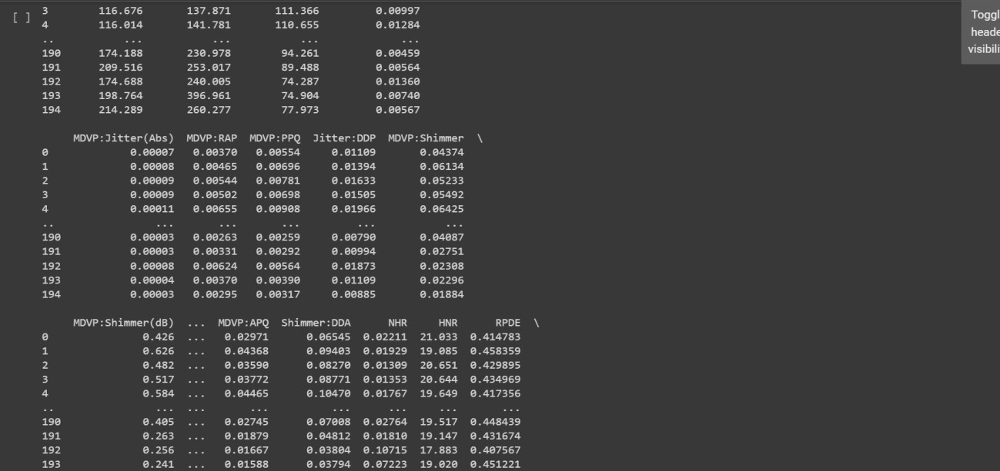 [ ] 3 116.676 137.871 111.366 0.00997
4 116.014 141.781 110.655 0.01284
.. ... ... ... ...
190 174.188 230.978 94.261 0.00459
191 209.516 253.017 89.488 0.00564
192 174.688 240.005 74.287 0.01360
193 198.764 396.961 74.904 0.00740
194 214.289 260.277 77.973 0.00567
MDVP:Jitter(Abs) MDVP:RAP MDVP:PPQ Jitter:DDP MDVP:Shimmer \
0 0.00007 0.00370 0.00554 0.01109 0.04374
1 0.00008 0.00465 0.00696 0.01394 0.06134
2 0.00009 0.00544 0.00781 0.01633 0.05233
3 0.00009 0.00502 0.00698 0.01505 0.05492
4 0.00011 0.00655 0.00908 0.01966 0.06425
.. ... ... ... ... ...
190 0.00003 0.00263 0.00259 0.00790 0.04087
191 0.00003 0.00331 0.00292 0.00994 0.02751
192 0.00008 0.00624 0.00564 0.01873 0.02308
193 0.00004 0.00370 0.00390 0.01109 0.02296
194 0.00003 0.00295 0.00317 0.00885 0.01884
MDVP:Shimmer(dB) ... MDVP:APQ Shimmer:DDA NHR HNR RPDE \
0 0.426 ... 0.02971 0.06545 0.02211 21.033 0.414783
1 0.626 ... 0.04368 0.09403 0.01929 19.085 0.458359
2 0.482 ... 0.03590 0.08270 0.01309 20.651 0.429895
3 0.517 ... 0.03772 0.08771 0.01353 20.644 0.434969
4 0.584 ... 0.04465 0.10470 0.01767 19.649 0.417356
.. ... ... ... ... ... ... ...
190 0.405 ... 0.02745 0.07008 0.02764 19.517 0.448439
191 0.263 ... 0.01879 0.04812 0.01810 19.147 0.431674
192 0.256 ... 0.01667 0.03804 0.10715 17.883 0.407567
193 0.241 ... 0.01588 0.03794 0.07223 19.020 0.451221
Toggl
heade
visibili